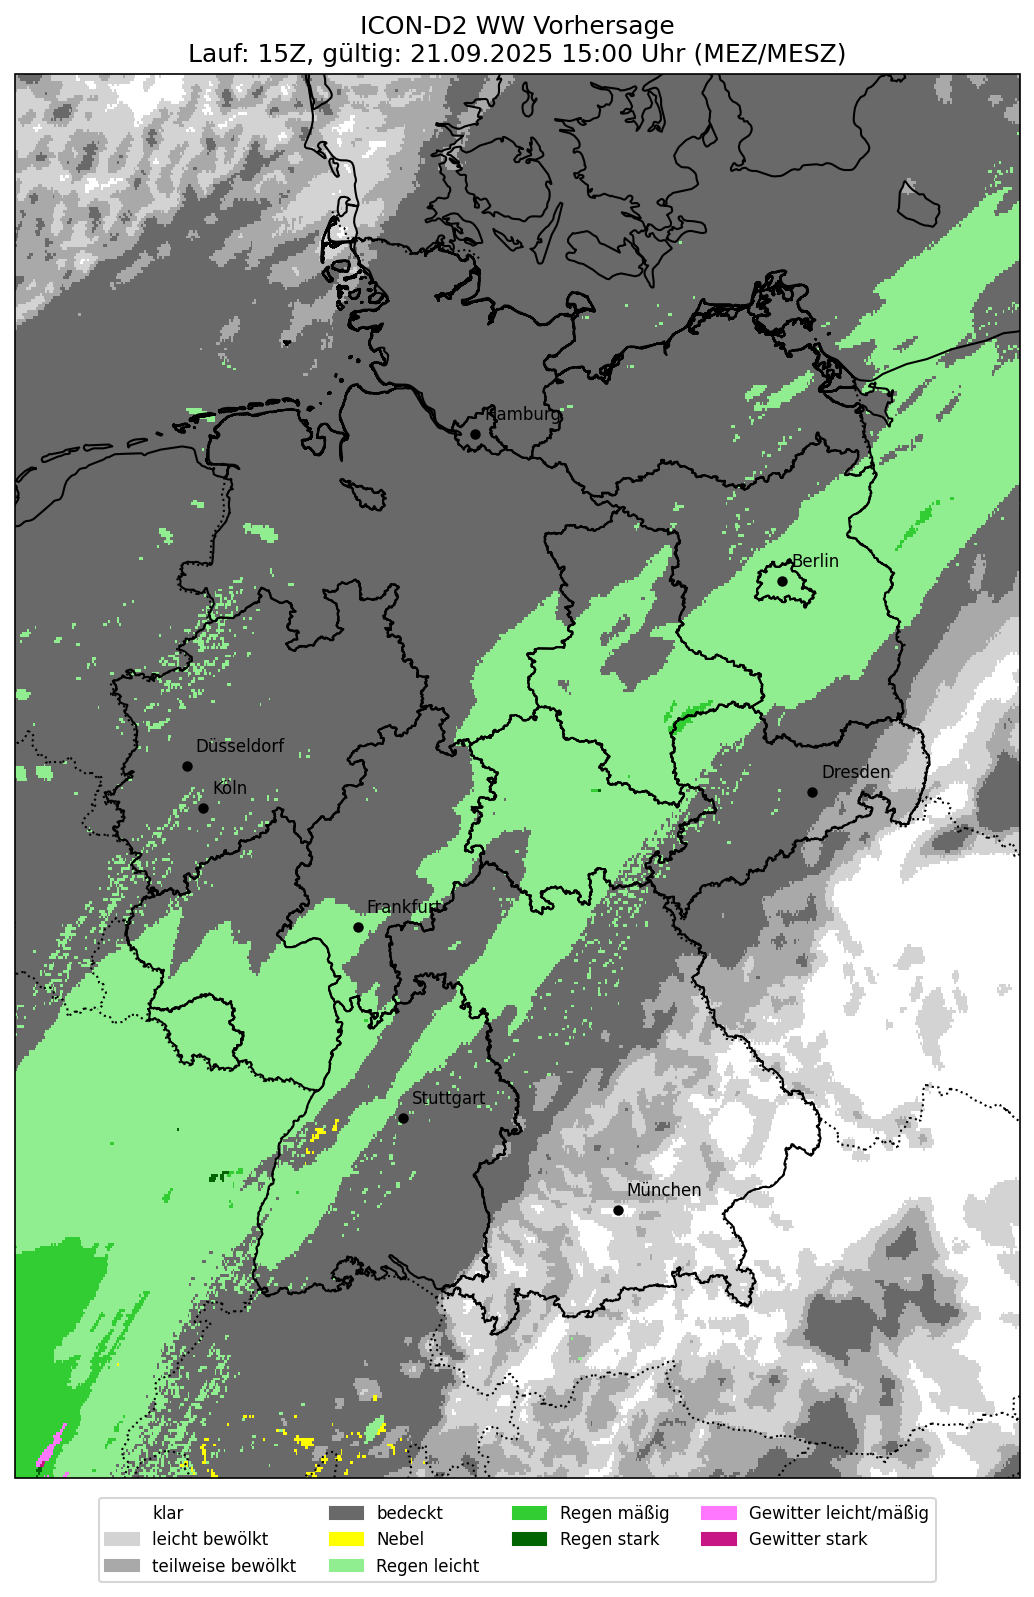 ICON-D2 WW Vorhersage
Lauf: 15Z, gültig: 21.09.2025 15:00 Uhr (MEZ/MESZ)
Hamburg
Berlin
Düsseldorf
Dresden
Köln
Frankfurt
Stuttgart
München
klar
leicht bewölkt
teilweise bewölkt
bedeckt
Nebel
Regen leicht
Regen mäßig
Regen stark
Gewitter leicht/mäßig
Gewitter stark